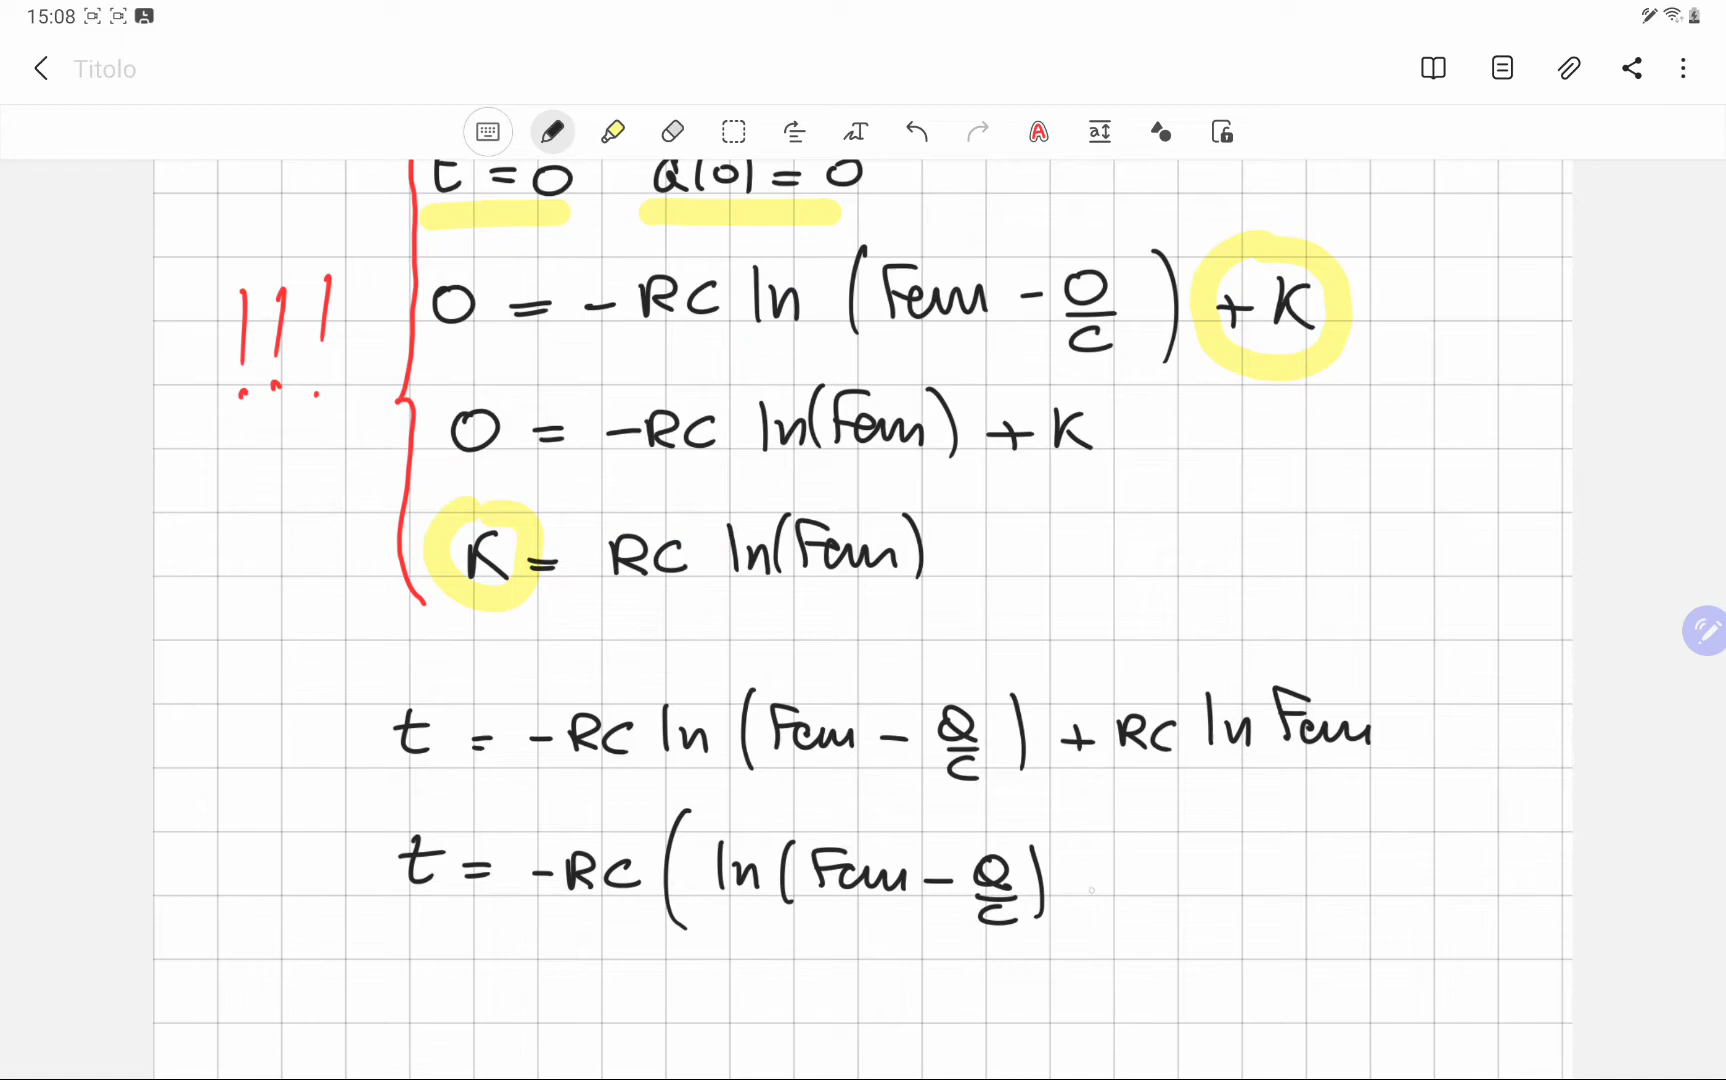 15:08
Titolo
t = 0 Q(0) = 0
0 = -RC ln (Fem - 0/C) + K
!!!
0 = -RC ln(Fem) + K
K = RC ln(Fem)
t = -RC ln (Fem - Q/C) + RC ln Fem
t = -RC ( ln (Fem - Q/C)